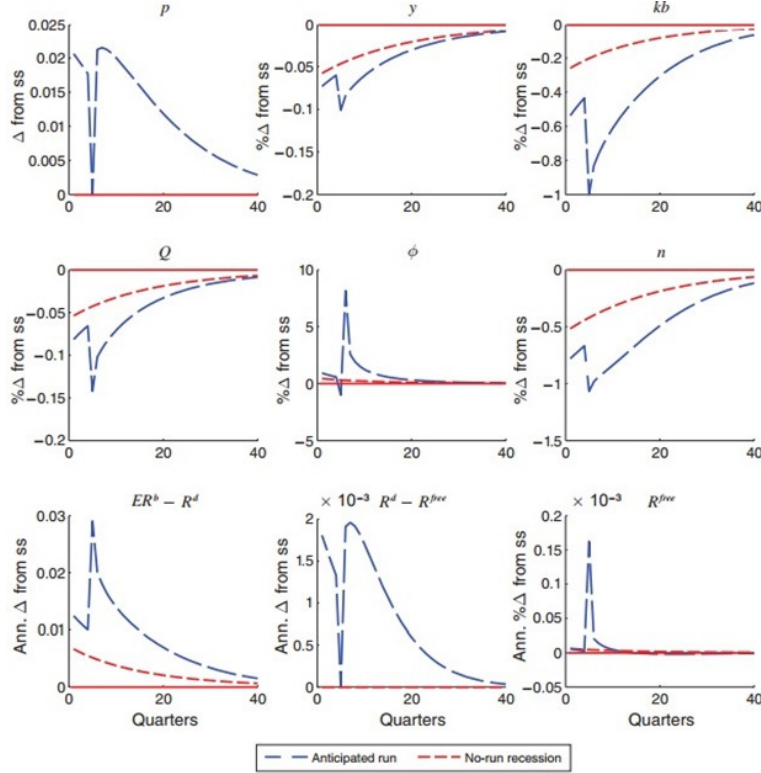 p
y
kb
0.025
0.02
0.015
0.01
0.005
0
Δ from ss
0
−0.05
−0.1
−0.15
−0.2
%Δ from ss
0
−0.2
−0.4
−0.6
−0.8
−1
%Δ from ss
0 20 40
0 20 40
0 20 40
Q
ϕ
n
0
−0.05
−0.1
−0.15
−0.2
%Δ from ss
10
5
0
−5
%Δ from ss
0
−0.5
−1
−1.5
%Δ from ss
0 20 40
0 20 40
0 20 40
ERᵇ − Rᵈ
× 10⁻³ Rᵈ − Rᶠʳᵉᵉ
× 10⁻³ Rᶠʳᵉᵉ
0.03
0.02
0.01
0
Ann. Δ from ss
2
1.5
1
0.5
0
Ann. Δ from ss
0.2
0.15
0.1
0.05
0
−0.05
Ann. %Δ from ss
0 20 40
0 20 40
0 20 40
Quarters
Quarters
Quarters
Anticipated run
No-run recession